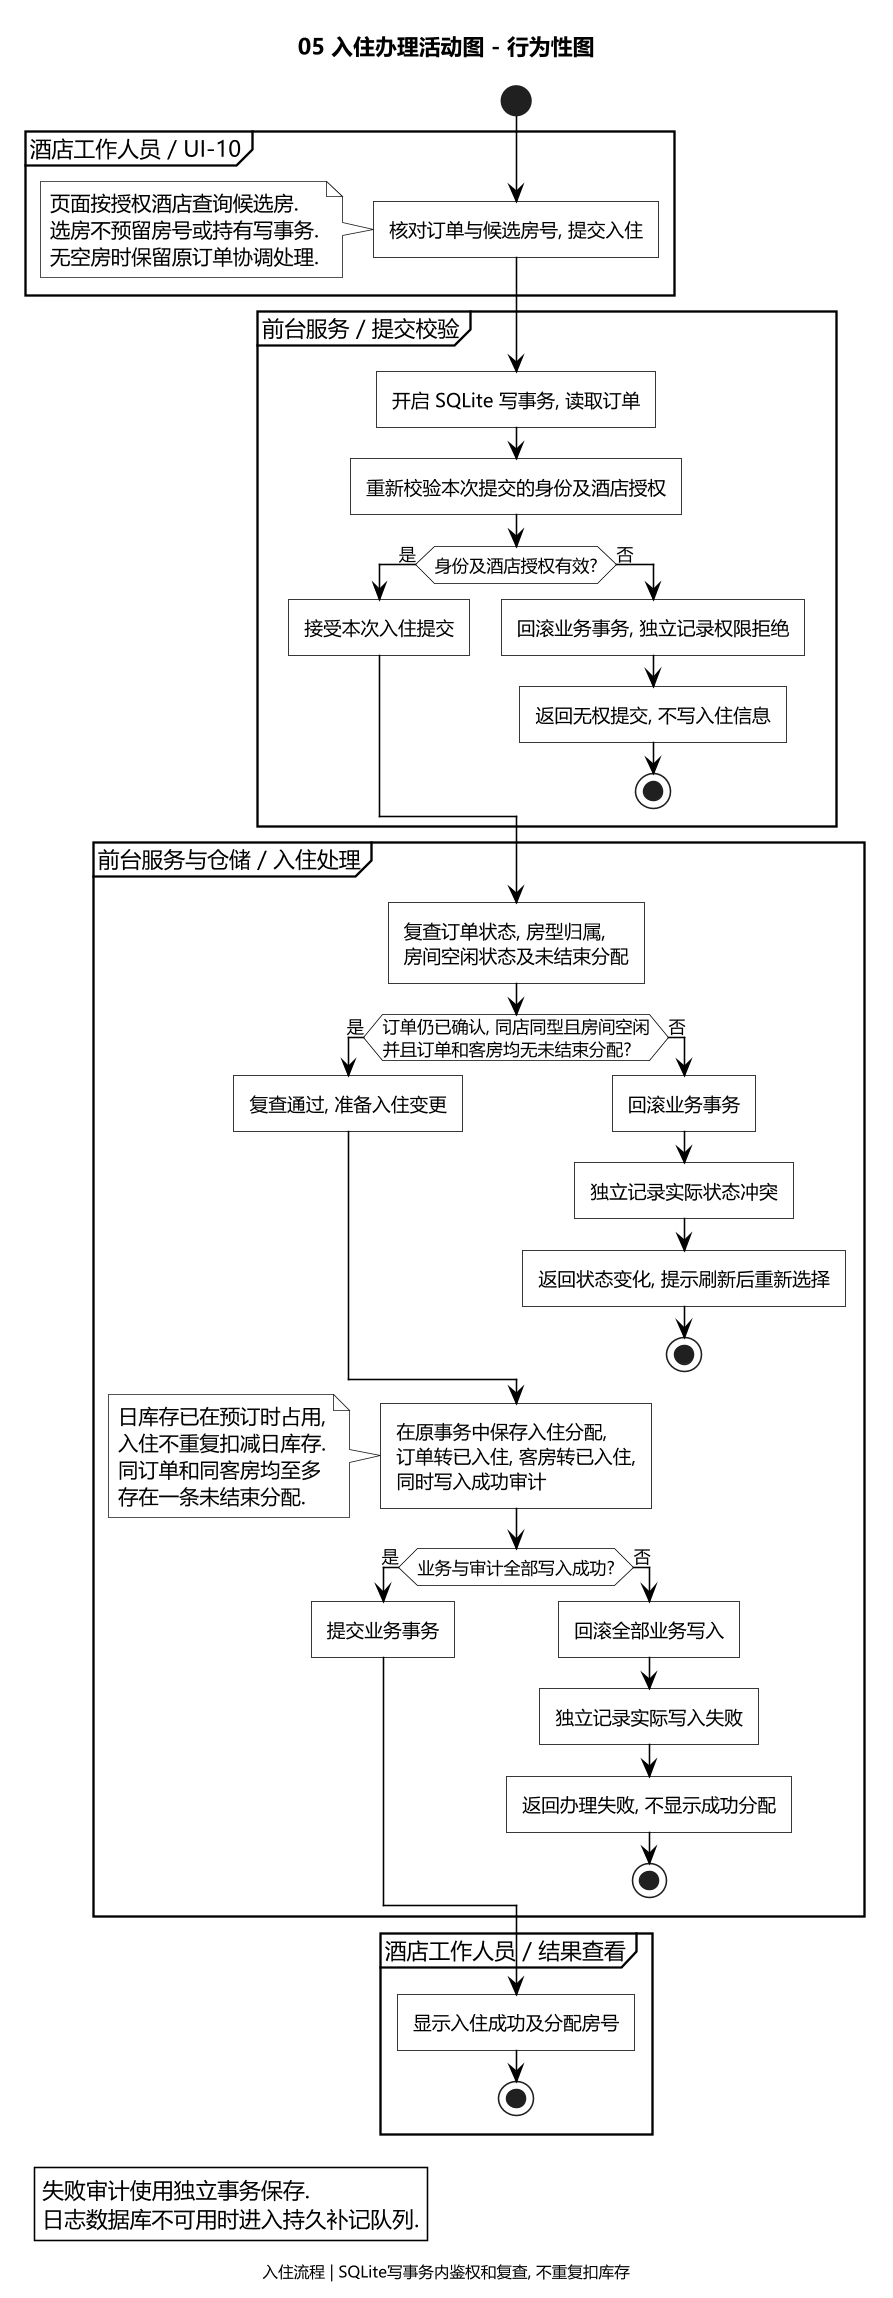 05 入住办理活动图 - 行为性图
酒店工作人员 / UI-10
页面按授权酒店查询候选房.
选房不预留房号或持有写事务.
无空房时保留原订单协调处理.
核对订单与候选房号, 提交入住
前台服务 / 提交校验
开启 SQLite 写事务, 读取订单
重新校验本次提交的身份及酒店授权
是
身份及酒店授权有效?
否
接受本次入住提交
回滚业务事务, 独立记录权限拒绝
返回无权提交, 不写入住信息
前台服务与仓储 / 入住处理
复查订单状态, 房型归属,
房间空闲状态及未结束分配
是
订单仍已确认, 同店同型且房间空闲
并且订单和客房均无未结束分配?
否
复查通过, 准备入住变更
回滚业务事务
独立记录实际状态冲突
返回状态变化, 提示刷新后重新选择
日库存已在预订时占用,
入住不重复扣减日库存.
同订单和同客房均至多
存在一条未结束分配.
在原事务中保存入住分配,
订单转已入住, 客房转已入住,
同时写入成功审计
是
业务与审计全部写入成功?
否
提交业务事务
回滚全部业务写入
独立记录实际写入失败
返回办理失败, 不显示成功分配
酒店工作人员 / 结果查看
显示入住成功及分配房号
失败审计使用独立事务保存.
日志数据库不可用时进入持久补记队列.
入住流程 | SQLite写事务内鉴权和复查, 不重复扣库存